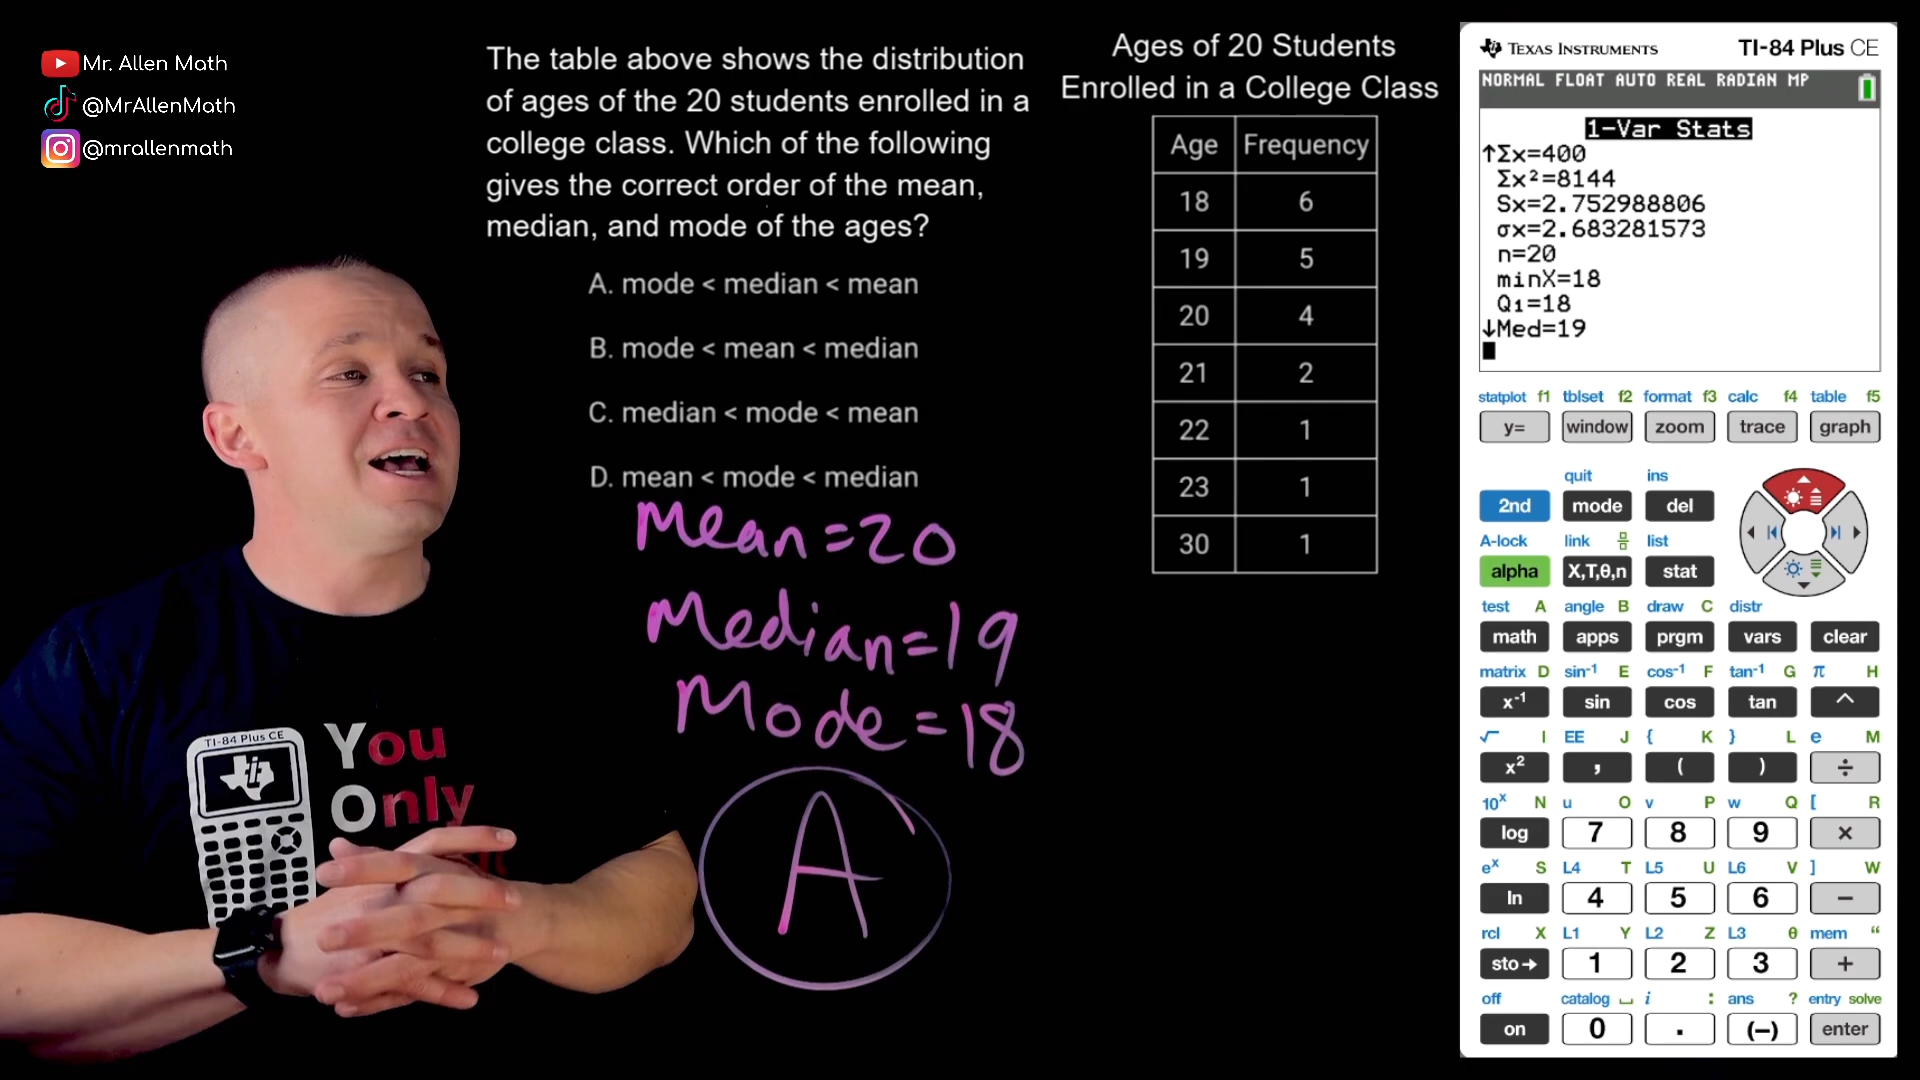 Mr. Allen Math
@MrAllenMath
@mrallenmath
The table above shows the distribution
of ages of the 20 students enrolled in a
college class. Which of the following
gives the correct order of the mean,
median, and mode of the ages?
A. mode < median < mean
B. mode < mean < median
C. median < mode < mean
D. mean < mode < median
Mean=20
Median=19
Mode=18
A
TI-84 Plus CE
You
Only
Ages of 20 Students
Enrolled in a College Class
Age Frequency
18 6
19 5
20 4
21 2
22 1
23 1
30 1
TEXAS INSTRUMENTS TI-84 Plus CE
NORMAL FLOAT AUTO REAL RADIAN MP
1-Var Stats
↑Σx=400
Σx²=8144
Sx=2.752988806
σx=2.683281573
n=20
minX=18
Q₁=18
↓Med=19
statplot f1 tblset f2 format f3 calc f4 table f5
y= window zoom trace graph
quit ins
2nd mode del
A-lock link list
alpha X,T,θ,n stat
test A angle B draw C distr
math apps prgm vars clear
matrix D sin⁻¹ E cos⁻¹ F tan⁻¹ G π H
x⁻¹ sin cos tan ^
√ I EE J { K } L e M
x² , ( ) ÷
10ˣ N u O v P w Q [ R
log 7 8 9 ×
eˣ S L4 T L5 U L6 V ] W
ln 4 5 6 −
rcl X L1 Y L2 Z L3 θ mem “
sto→ 1 2 3 +
off catalog ⎵ i : ans ? entry solve
on 0 . (−) enter